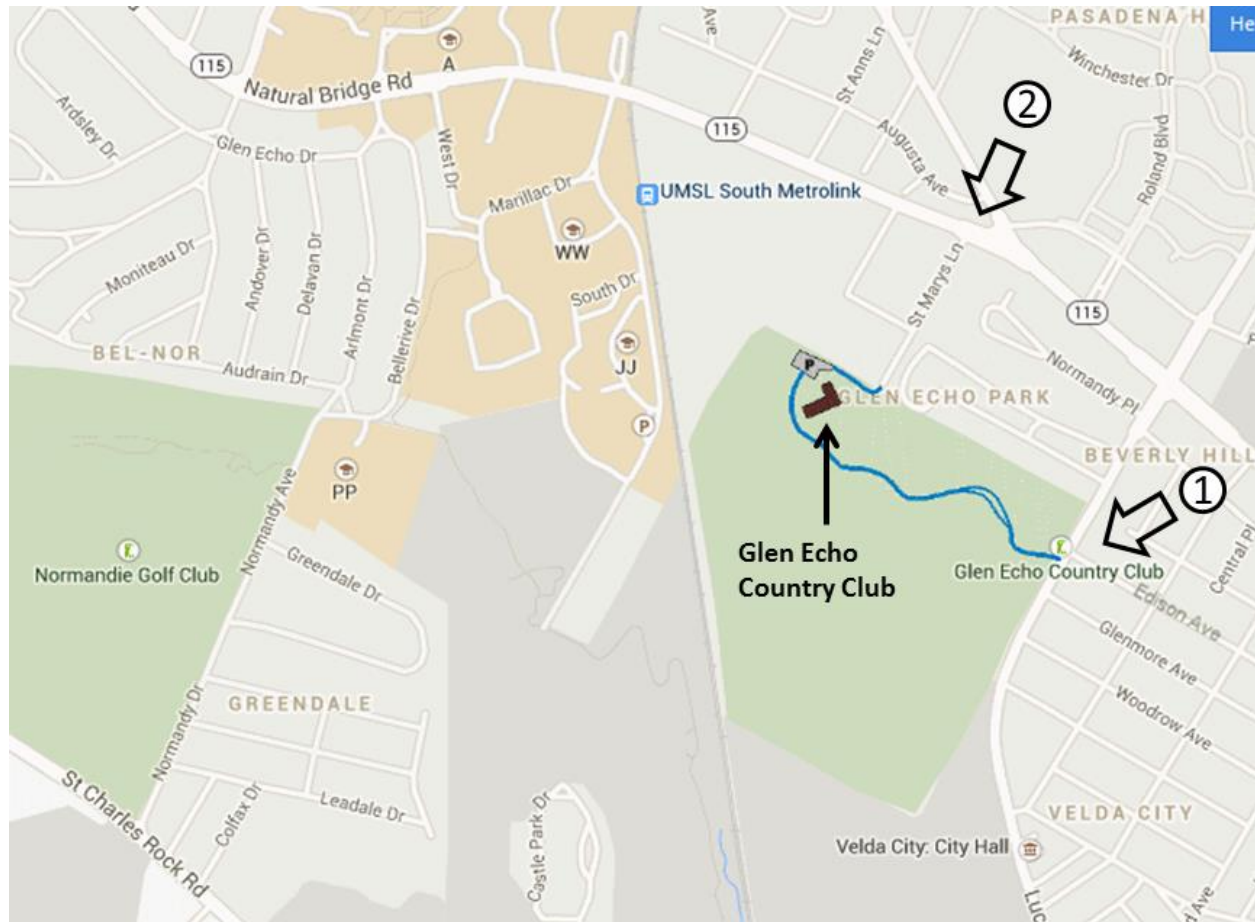 PASADENA H
He
Ave
St Anns Ln
Winchester Dr
115
A
Natural Bridge Rd
②
Ardsley Dr
Glen Echo Dr
West Dr
115
Augusta Ave
Roland Blvd
Marillac Dr
UMSL South Metrolink
WW
Moniteau Dr
Andover Dr
Delavan Dr
Arlmont Dr
Bellerive Dr
South Dr
St Marys Ln
115
BEL-NOR
Audrain Dr
JJ
P
Normandy Pl
GLEN ECHO PARK
P
BEVERLY HILL
PP
Normandy Ave
①
Glen Echo
Country Club
Central Pl
Normandie Golf Club
Greendale Dr
Glen Echo Country Club
Edison Ave
Glenmore Ave
Woodrow Ave
GREENDALE
Normandy Dr
St Charles Rock Rd
Colfax Dr
Leadale Dr
Castle Park Dr
VELDA CITY
Velda City: City Hall
Luc